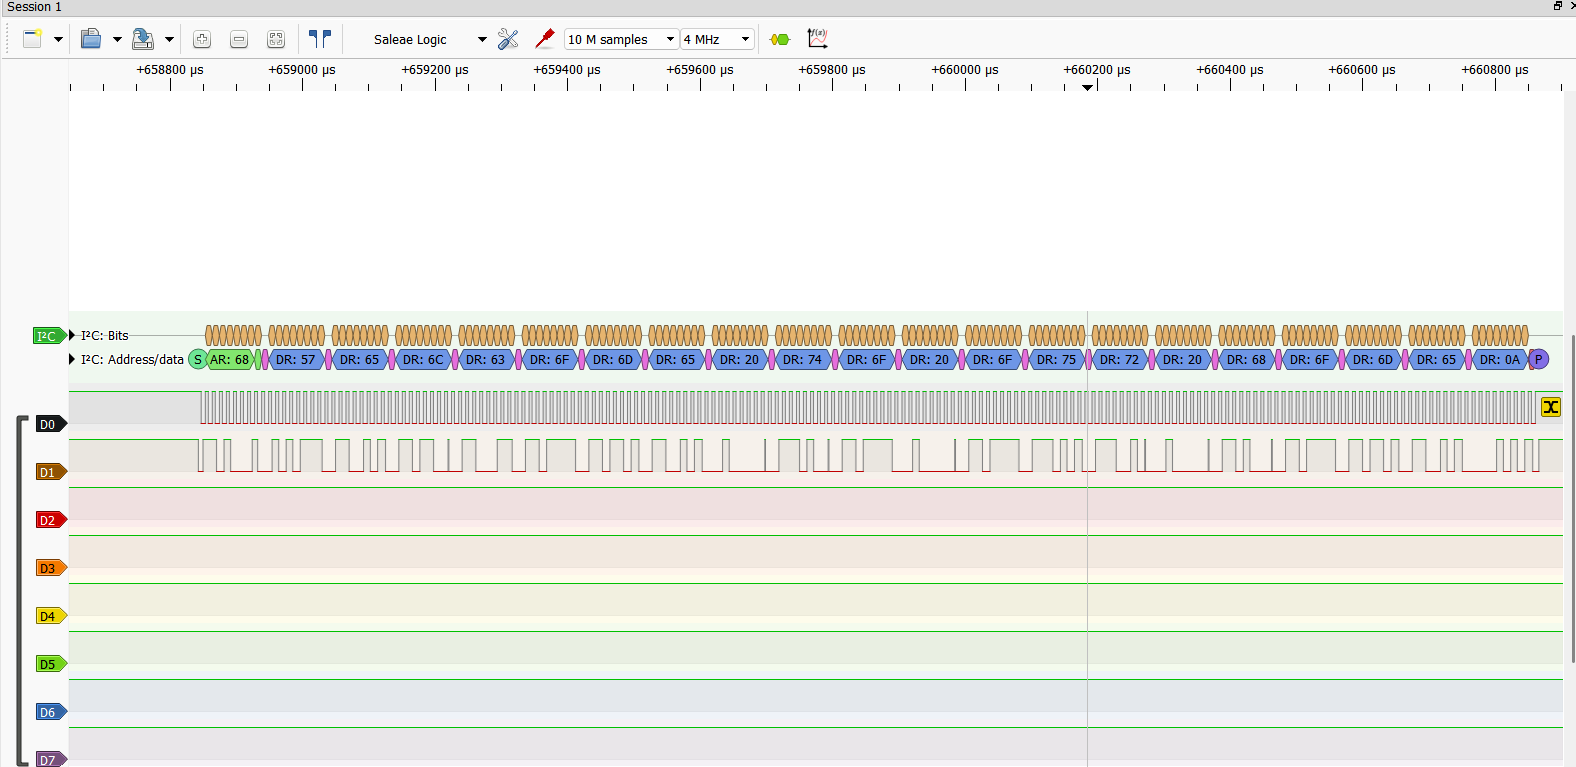 Session 1
Saleae Logic 10 M samples 4 MHz f(x)
+658800 µs +659000 µs +659200 µs +659400 µs +659600 µs +659800 µs +660000 µs +660200 µs +660400 µs +660600 µs +660800 µs
I²C I²C: Bits
I²C: Address/data S AR: 68 DR: 57 DR: 65 DR: 6C DR: 63 DR: 6F DR: 6D DR: 65 DR: 20 DR: 74 DR: 6F DR: 20 DR: 6F DR: 75 DR: 72 DR: 20 DR: 68 DR: 6F DR: 6D DR: 65 DR: 0A P
D0
D1
D2
D3
D4
D5
D6
D7